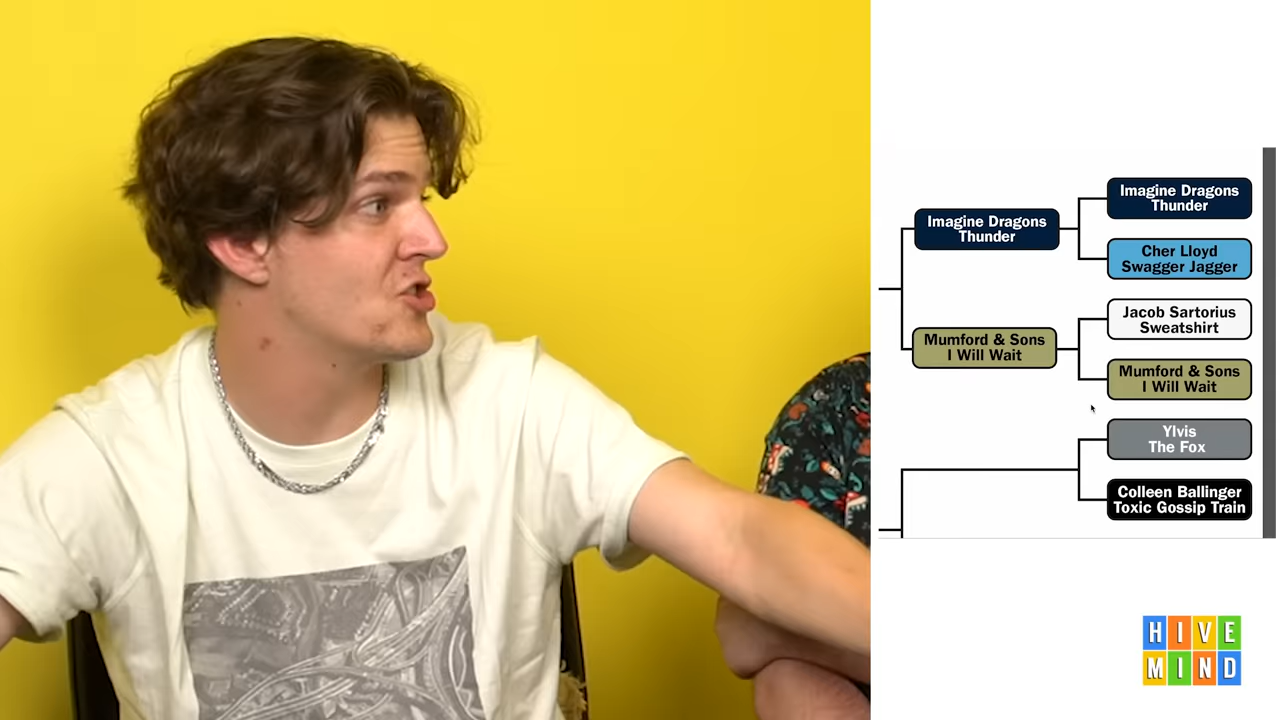 Imagine Dragons
Thunder
Imagine Dragons
Thunder
Cher Lloyd
Swagger Jagger
Jacob Sartorius
Sweatshirt
Mumford & Sons
I Will Wait
Mumford & Sons
I Will Wait
Ylvis
The Fox
Colleen Ballinger
Toxic Gossip Train
HIVE
MIND